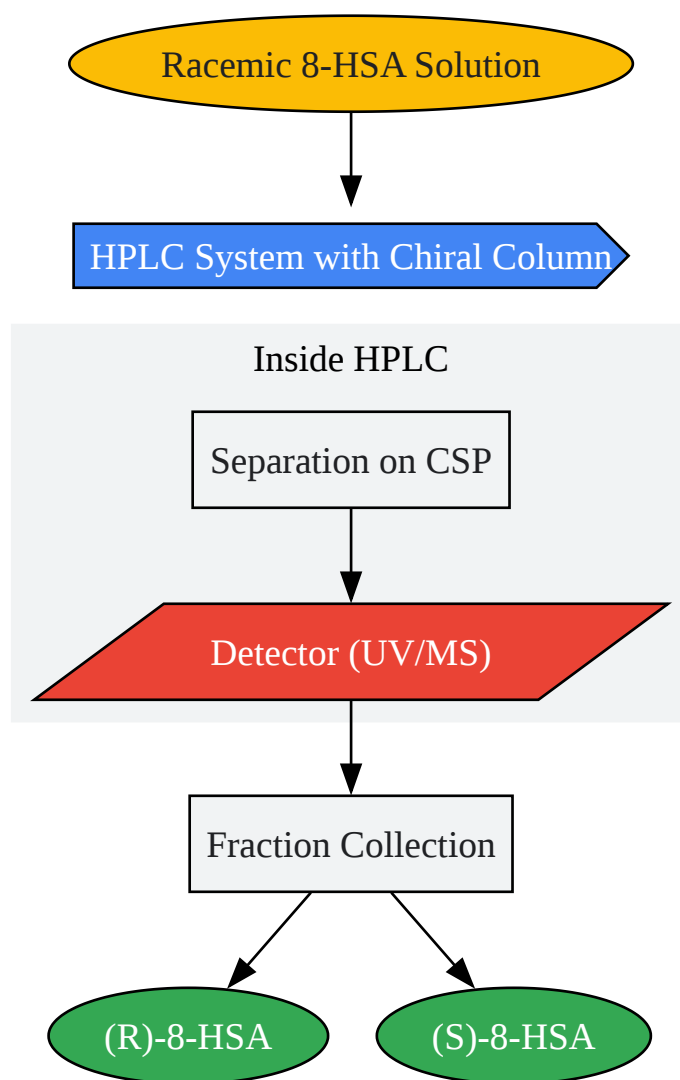 Racemic 8-HSA Solution
HPLC System with Chiral Column
Inside HPLC
Separation on CSP
Detector (UV/MS)
Fraction Collection
(R)-8-HSA
(S)-8-HSA